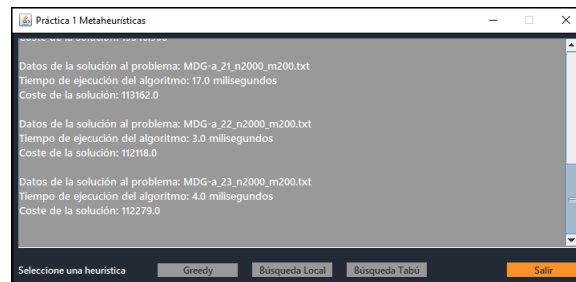 Práctica 1 Metaheurísticas
Datos de la solución al problema: MDG-a_21_n2000_m200.txt
Tiempo de ejecución del algoritmo: 17.0 milisegundos
Coste de la solución: 113162.0
Datos de la solución al problema: MDG-a_22_n2000_m200.txt
Tiempo de ejecución del algoritmo: 3.0 milisegundos
Coste de la solución: 112118.0
Datos de la solución al problema: MDG-a_23_n2000_m200.txt
Tiempo de ejecución del algoritmo: 4.0 milisegundos
Coste de la solución: 112279.0
Seleccione una heurística Greedy Búsqueda Local Búsqueda Tabú Salir